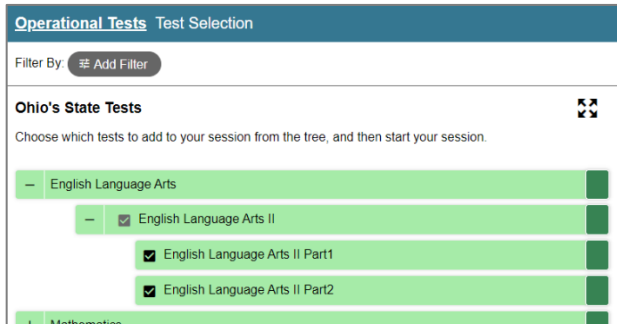 Operational Tests Test Selection
Filter By: Add Filter
Ohio's State Tests
Choose which tests to add to your session from the tree, and then start your session.
English Language Arts
English Language Arts II
English Language Arts II Part1
English Language Arts II Part2
Mathematics